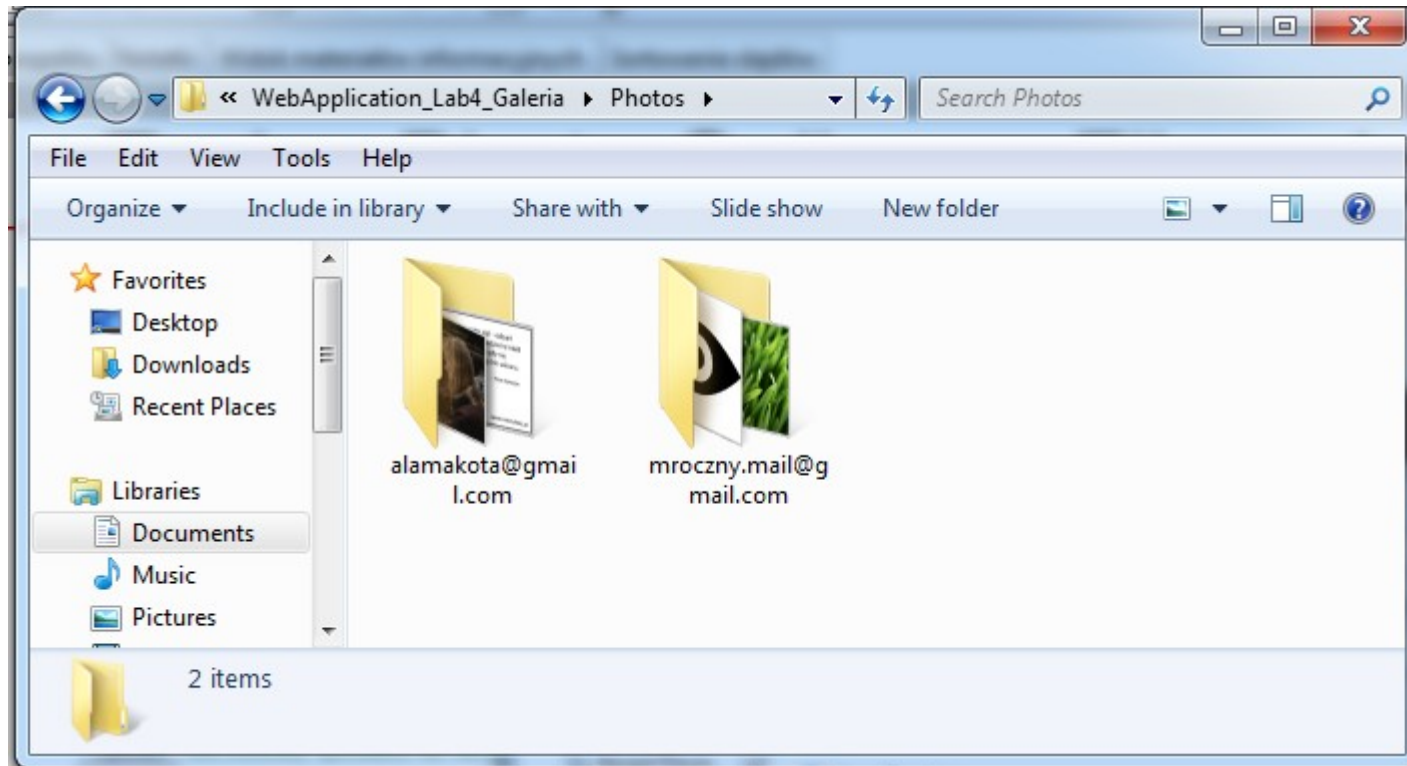 « WebApplication_Lab4_Galeria Photos
Search Photos
File Edit View Tools Help
Organize Include in library Share with Slide show New folder
Favorites
Desktop
Downloads
Recent Places
Libraries
Documents
Music
Pictures
alamakota@gmai
l.com
mroczny.mail@g
mail.com
2 items